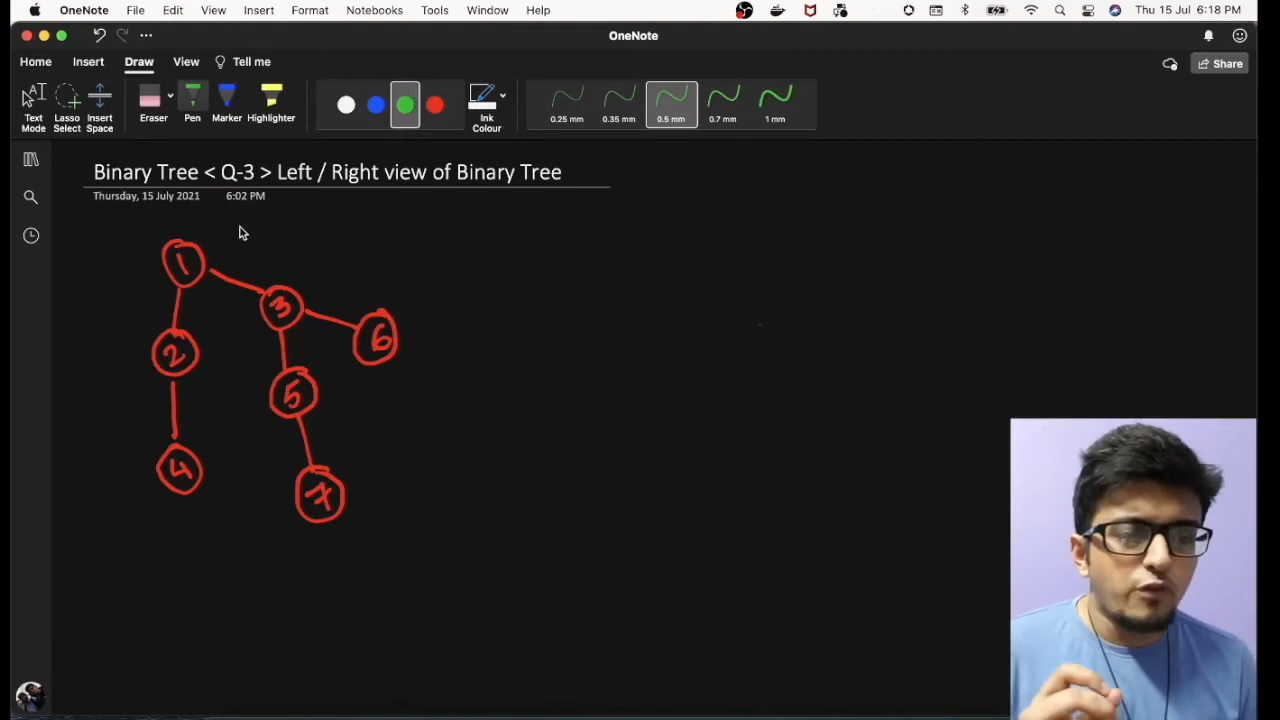 OneNote File Edit View Insert Format Notebooks Tools Window Help Thu 15 Jul 6:18 PM
OneNote
Home Insert Draw View Tell me Share
Text Mode Lasso Select Insert Space Eraser Pen Marker Highlighter Ink Colour 0.25 mm 0.35 mm 0.5 mm 0.7 mm 1 mm
Binary Tree < Q-3 > Left / Right view of Binary Tree
Thursday, 15 July 2021 6:02 PM
1
3
6
2
5
4
7